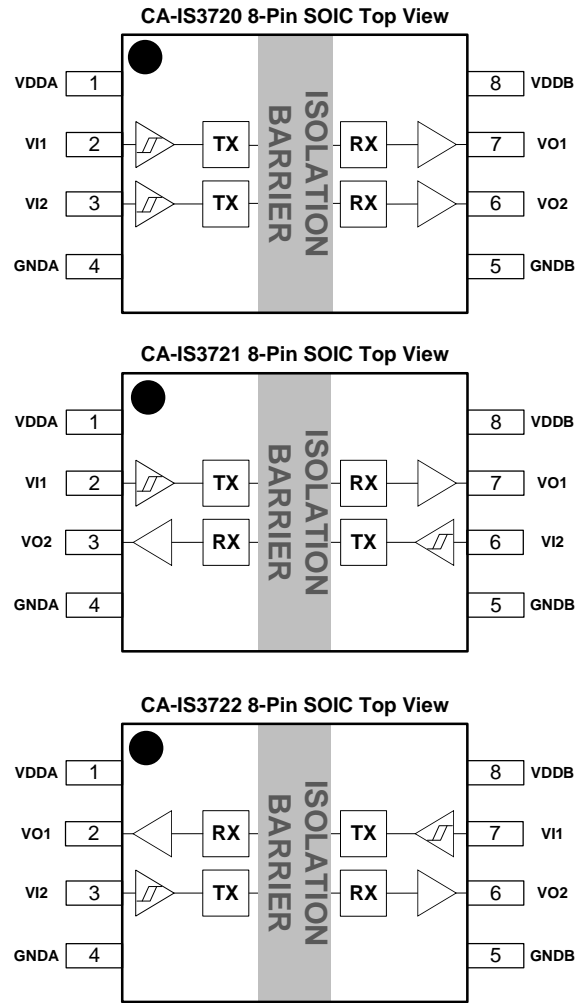 CA-IS3720 8-Pin SOIC Top View
VDDA 1 8 VDDB
VI1 2 TX RX 7 VO1
VI2 3 TX RX 6 VO2
GNDA 4 5 GNDB
ISOLATION
BARRIER
CA-IS3721 8-Pin SOIC Top View
VDDA 1 8 VDDB
VI1 2 TX RX 7 VO1
VO2 3 RX TX 6 VI2
GNDA 4 5 GNDB
ISOLATION
BARRIER
CA-IS3722 8-Pin SOIC Top View
VDDA 1 8 VDDB
VO1 2 RX TX 7 VI1
VI2 3 TX RX 6 VO2
GNDA 4 5 GNDB
ISOLATION
BARRIER